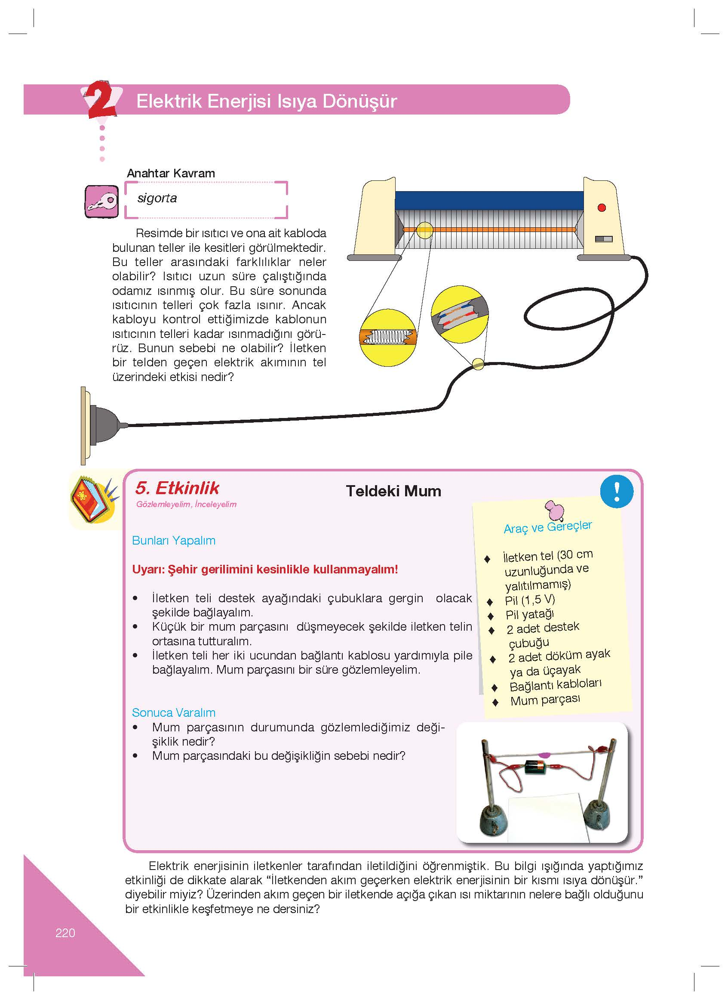 2
Elektrik Enerjisi Isıya Dönüşür
Anahtar Kavram
sigorta
Resimde bir ısıtıcı ve ona ait kabloda
bulunan teller ile kesitleri görülmektedir.
Bu teller arasındaki farklılıklar neler
olabilir? Isıtıcı uzun süre çalıştığında
odamız ısınmış olur. Bu süre sonunda
ısıtıcının telleri çok fazla ısınır. Ancak
kabloyu kontrol ettiğimizde kablonun
ısıtıcının telleri kadar ısınmadığını görü-
rüz. Bunun sebebi ne olabilir? İletken
bir telden geçen elektrik akımının tel
üzerindeki etkisi nedir?
5. Etkinlik
Teldeki Mum
!
Gözlemleyelim, İnceleyelim
Bunları Yapalım
Uyarı: Şehir gerilimini kesinlikle kullanmayalım!
• İletken teli destek ayağındaki çubuklara gergin olacak
şekilde bağlayalım.
• Küçük bir mum parçasını düşmeyecek şekilde iletken telin
ortasına tutturalım.
• İletken teli her iki ucundan bağlantı kablosu yardımıyla pile
bağlayalım. Mum parçasını bir süre gözlemleyelim.
Sonuca Varalım
• Mum parçasının durumunda gözlemlediğimiz deği-
şiklik nedir?
• Mum parçasındaki bu değişikliğin sebebi nedir?
Araç ve Gereçler
♦ İletken tel (30 cm
uzunluğunda ve
yalıtılmamış)
♦ Pil (1,5 V)
♦ Pil yatağı
♦ 2 adet destek
çubuğu
♦ 2 adet döküm ayak
ya da üçayak
♦ Bağlantı kabloları
♦ Mum parçası
Elektrik enerjisinin iletkenler tarafından iletildiğini öğrenmiştik. Bu bilgi ışığında yaptığımız
etkinliği de dikkate alarak “İletkenden akım geçerken elektrik enerjisinin bir kısmı ısıya dönüşür.”
diyebilir miyiz? Üzerinden akım geçen bir iletkende açığa çıkan ısı miktarının nelere bağlı olduğunu
bir etkinlikle keşfetmeye ne dersiniz?
220